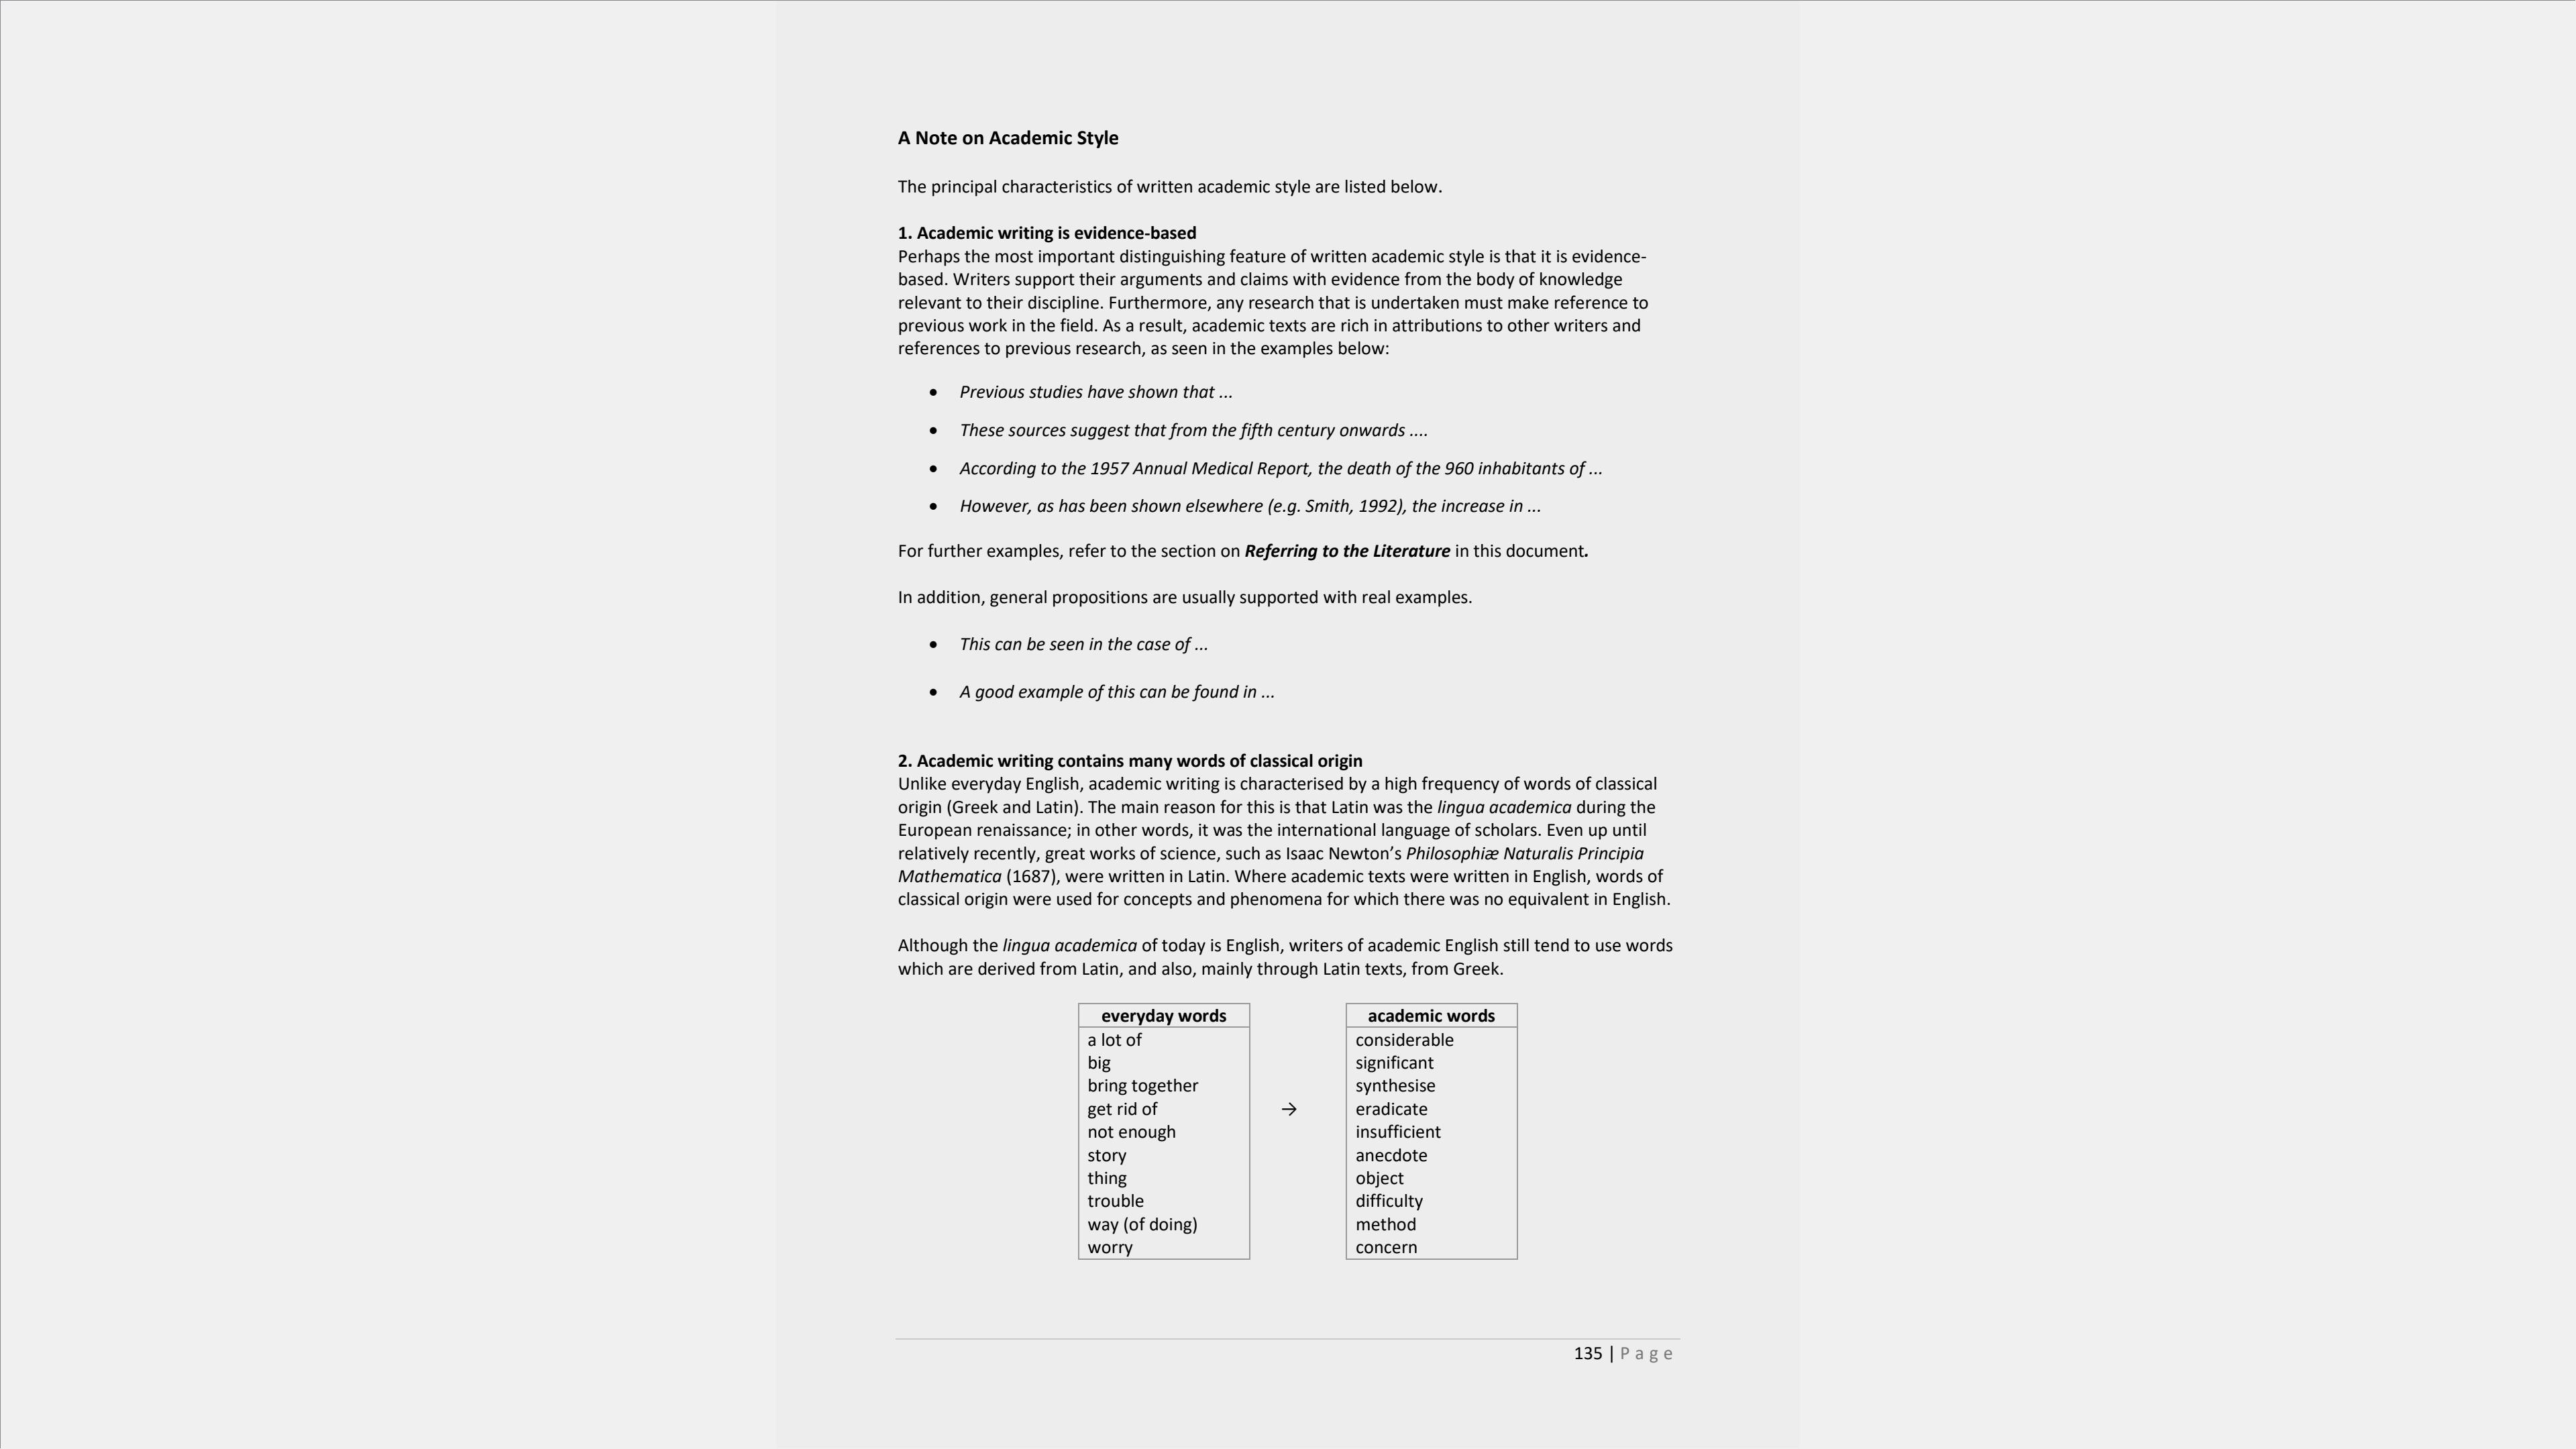 A Note on Academic Style
The principal characteristics of written academic style are listed below.
1. Academic writing is evidence-based
Perhaps the most important distinguishing feature of written academic style is that it is evidence-
based. Writers support their arguments and claims with evidence from the body of knowledge
relevant to their discipline. Furthermore, any research that is undertaken must make reference to
previous work in the field. As a result, academic texts are rich in attributions to other writers and
references to previous research, as seen in the examples below:
• Previous studies have shown that ...
• These sources suggest that from the fifth century onwards ....
• According to the 1957 Annual Medical Report, the death of the 960 inhabitants of ...
• However, as has been shown elsewhere (e.g. Smith, 1992), the increase in ...
For further examples, refer to the section on Referring to the Literature in this document.
In addition, general propositions are usually supported with real examples.
• This can be seen in the case of ...
• A good example of this can be found in ...
2. Academic writing contains many words of classical origin
Unlike everyday English, academic writing is characterised by a high frequency of words of classical
origin (Greek and Latin). The main reason for this is that Latin was the lingua academica during the
European renaissance; in other words, it was the international language of scholars. Even up until
relatively recently, great works of science, such as Isaac Newton’s Philosophiæ Naturalis Principia
Mathematica (1687), were written in Latin. Where academic texts were written in English, words of
classical origin were used for concepts and phenomena for which there was no equivalent in English.
Although the lingua academica of today is English, writers of academic English still tend to use words
which are derived from Latin, and also, mainly through Latin texts, from Greek.
everyday words academic words
a lot of considerable
big significant
bring together synthesise
get rid of → eradicate
not enough insufficient
story anecdote
thing object
trouble difficulty
way (of doing) method
worry concern
135 | Page